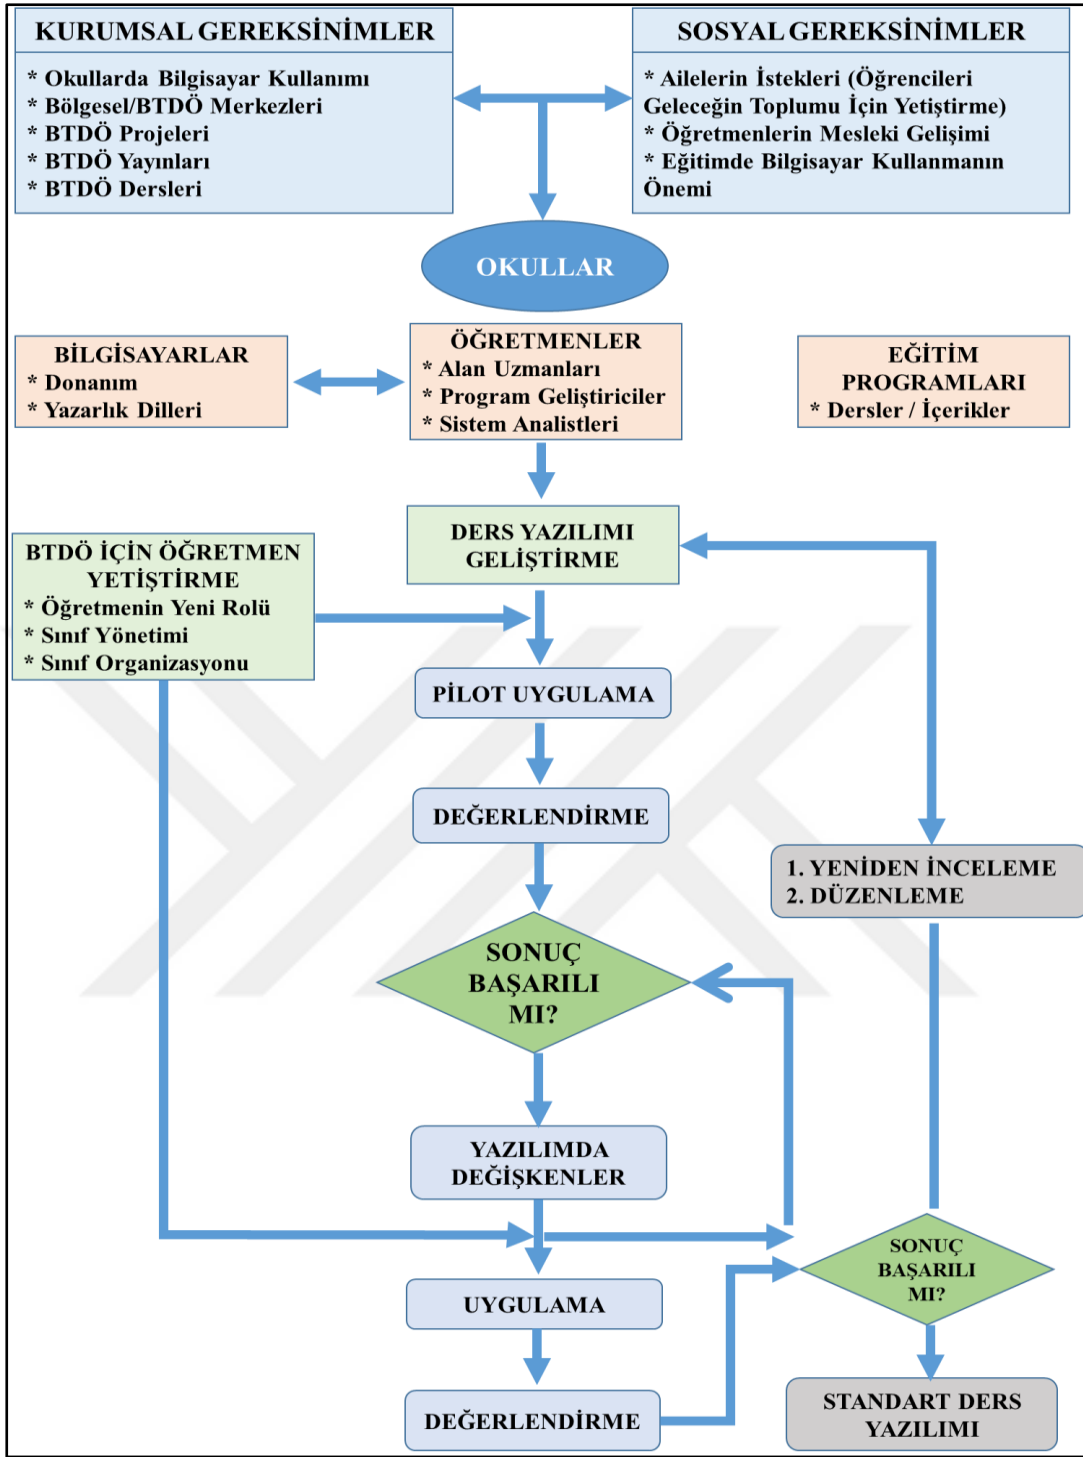 KURUMSAL GEREKSİNİMLER
* Okullarda Bilgisayar Kullanımı
* Bölgesel/BTDÖ Merkezleri
* BTDÖ Projeleri
* BTDÖ Yayınları
* BTDÖ Dersleri
SOSYAL GEREKSİNİMLER
* Ailelerin İstekleri (Öğrencileri
Geleceğin Toplumu İçin Yetiştirme)
* Öğretmenlerin Mesleki Gelişimi
* Eğitimde Bilgisayar Kullanmanın
Önemi
OKULLAR
BİLGİSAYARLAR
* Donanım
* Yazarlık Dilleri
ÖĞRETMENLER
* Alan Uzmanları
* Program Geliştiriciler
* Sistem Analistleri
EĞİTİM
PROGRAMLARI
* Dersler / İçerikler
DERS YAZILIMI
GELİŞTİRME
BTDÖ İÇİN ÖĞRETMEN
YETİŞTİRME
* Öğretmenin Yeni Rolü
* Sınıf Yönetimi
* Sınıf Organizasyonu
PİLOT UYGULAMA
DEĞERLENDİRME
1. YENİDEN İNCELEME
2. DÜZENLEME
SONUÇ
BAŞARILI
MI?
YAZILIMDA
DEĞİŞKENLER
SONUÇ
BAŞARILI
MI?
UYGULAMA
DEĞERLENDİRME
STANDART DERS
YAZILIMI